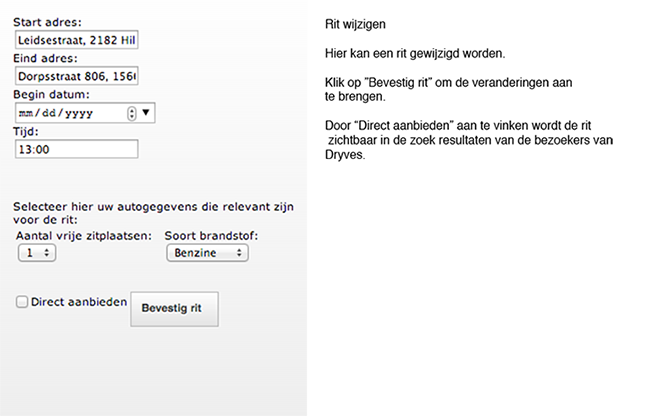 Start adres:
Leidsestraat, 2182 Hil
Eind adres:
Dorpsstraat 806, 156
Begin datum:
mm/dd/yyyy
Tijd:
13:00
Selecteer hier uw autogegevens die relevant zijn
voor de rit:
Aantal vrije zitplaatsen: Soort brandstof:
1 Benzine
Direct aanbieden Bevestig rit
Rit wijzigen
Hier kan een rit gewijzigd worden.
Klik op "Bevestig rit" om de veranderingen aan
te brengen.
Door “Direct aanbieden” aan te vinken wordt de rit
zichtbaar in de zoek resultaten van de bezoekers van
Dryves.